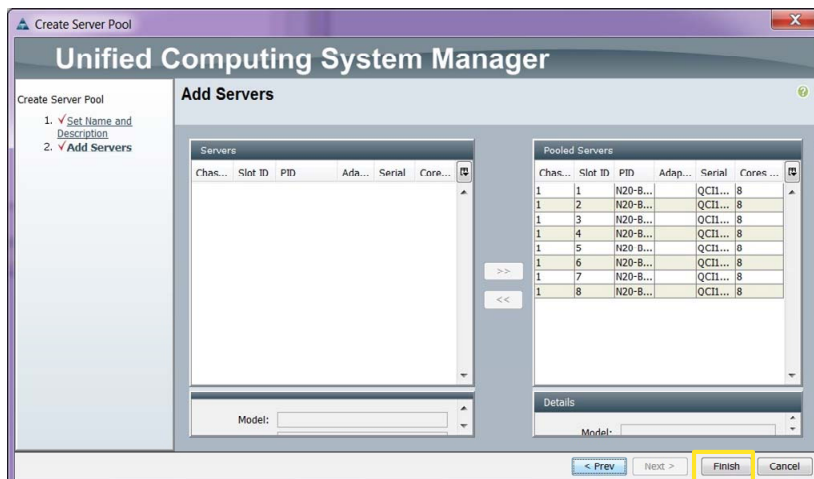 Create Server Pool
Unified Computing System Manager
Create Server Pool
1. √Set Name and
Description
2. √Add Servers
Add Servers
Servers
Chas... Slot ID PID Ada... Serial Core...
Pooled Servers
Chas... Slot ID PID Adap... Serial Cores ...
1 1 N20-B... QCI1... 8
1 2 N20-B... QCI1... 8
1 3 N20-B... QCI1... 8
1 4 N20-B... QCI1... 8
1 5 N20-B... QCI1... 8
1 6 N20-B... QCI1... 8
1 7 N20-B... QCI1... 8
1 8 N20-B... QCI1... 8
>>
<<
Model:
Details
Model:
< Prev Next > Finish Cancel